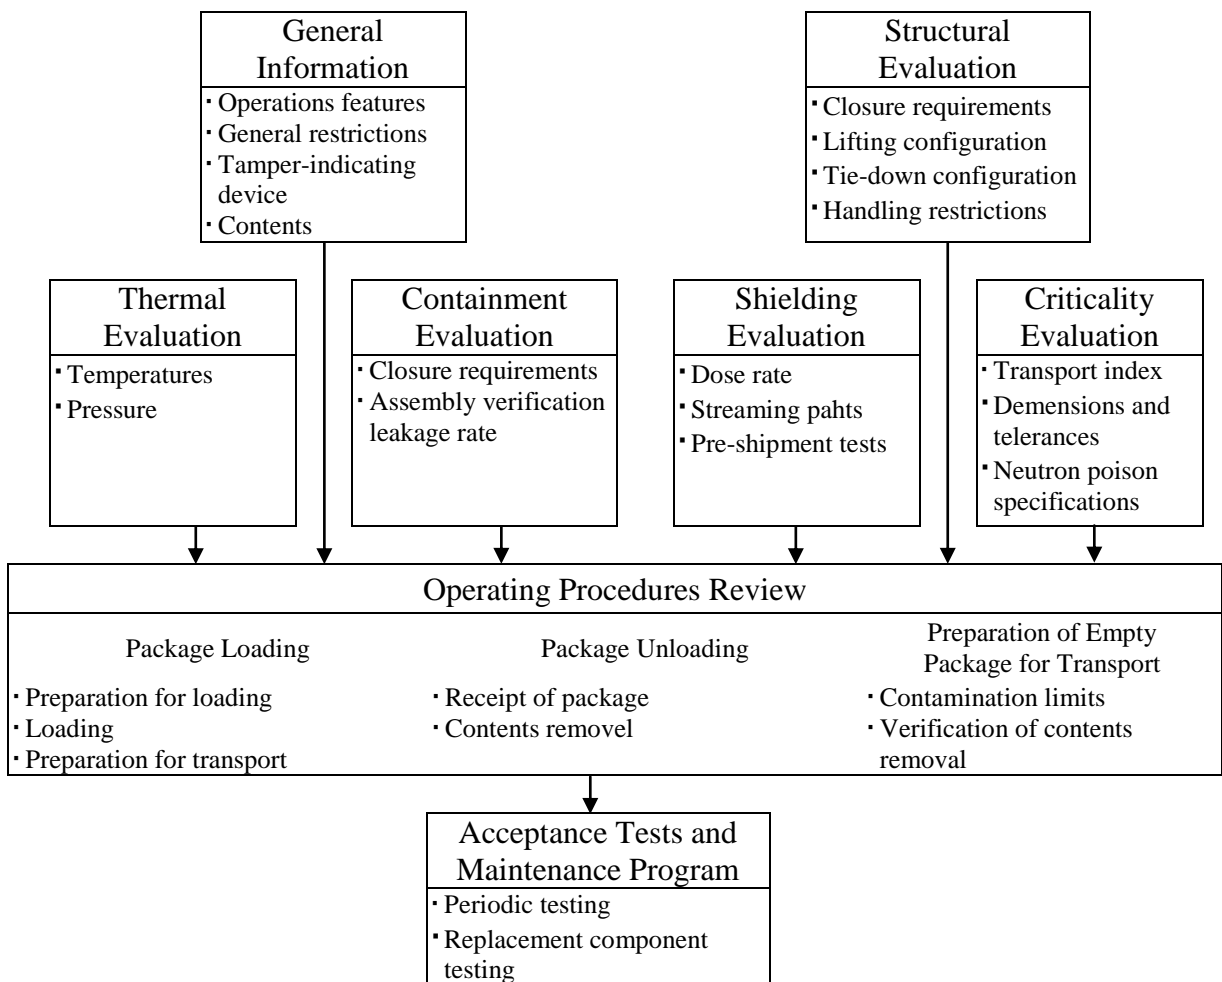 General
Information
· Operations features
· General restrictions
· Tamper-indicating
device
· Contents
Structural
Evaluation
· Closure requirements
· Lifting configuration
· Tie-down configuration
· Handling restrictions
Thermal
Evaluation
· Temperatures
· Pressure
Containment
Evaluation
· Closure requirements
· Assembly verification
leakage rate
Shielding
Evaluation
· Dose rate
· Streaming pahts
· Pre-shipment tests
Criticality
Evaluation
· Transport index
· Demensions and
telerances
· Neutron poison
specifications
Operating Procedures Review
Package Loading
· Preparation for loading
· Loading
· Preparation for transport
Package Unloading
· Receipt of package
· Contents removel
Preparation of Empty
Package for Transport
· Contamination limits
· Verification of contents
removal
Acceptance Tests and
Maintenance Program
· Periodic testing
· Replacement component
testing